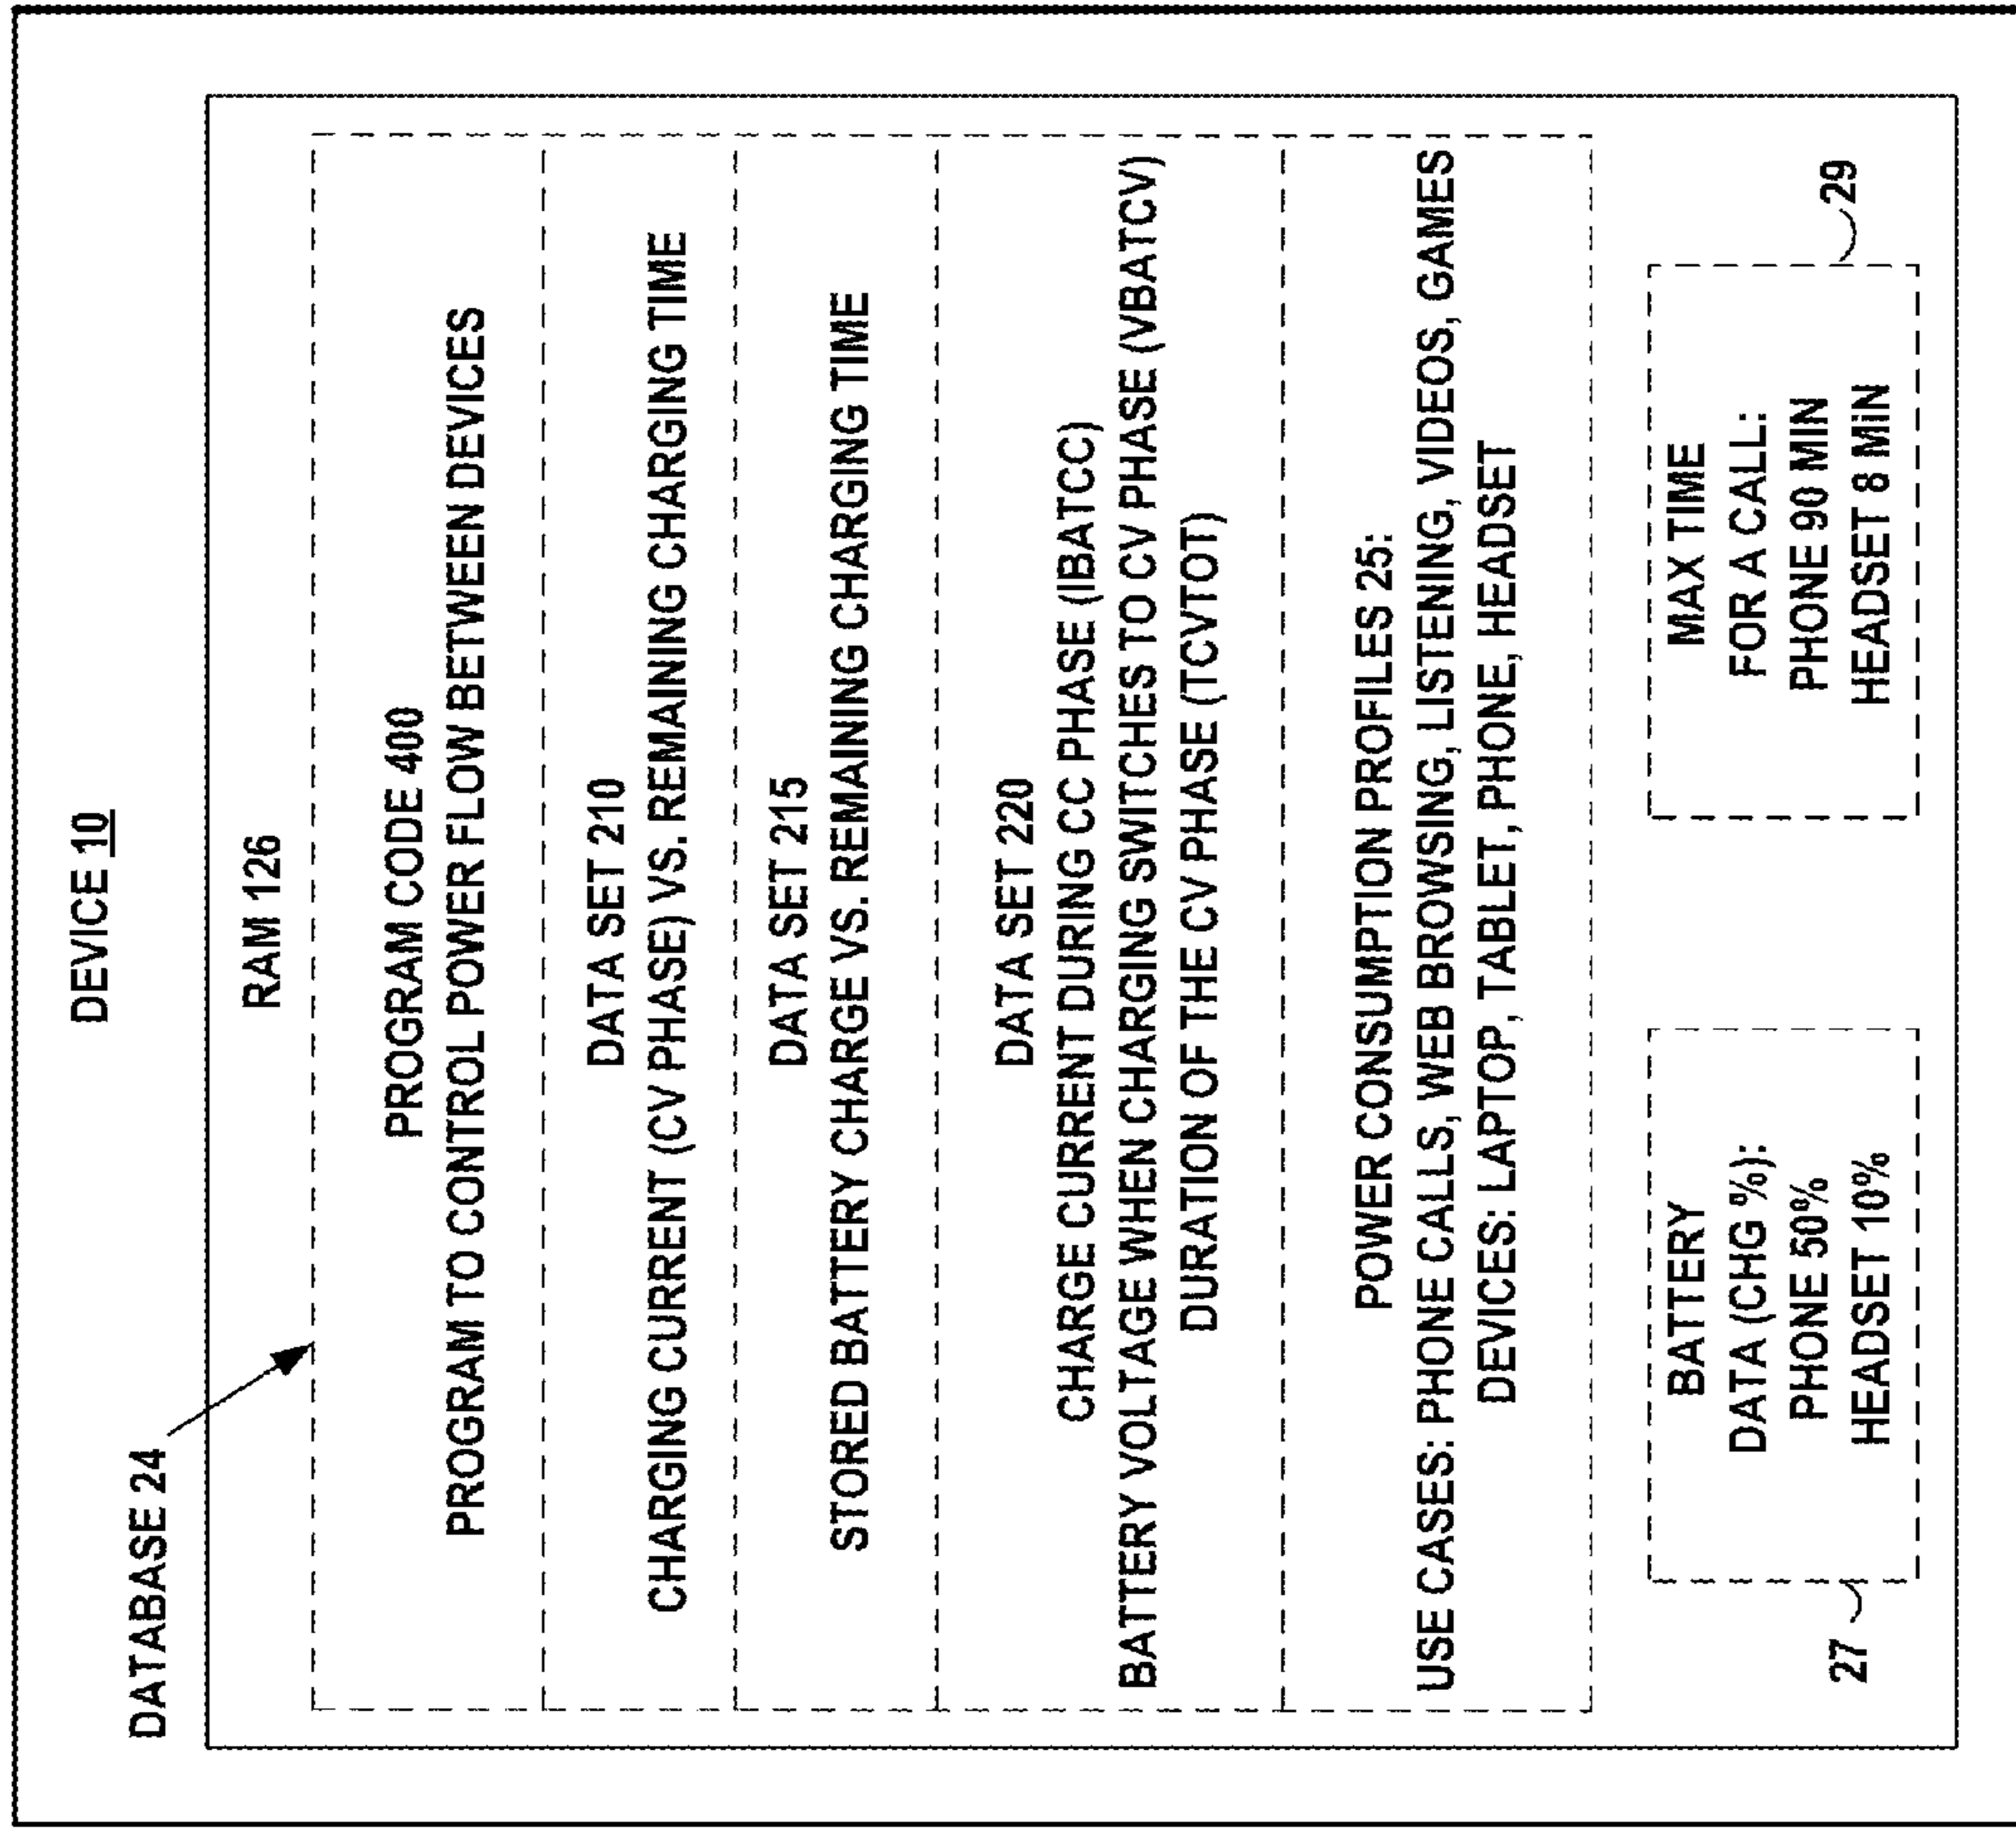 DEVICE 10
DATABASE 24
RAM 126
PROGRAM CODE 400
PROGRAM TO CONTROL POWER FLOW BETWEEN DEVICES
DATA SET 210
CHARGING CURRENT (CV PHASE) VS. REMAINING CHARGING TIME
DATA SET 215
STORED BATTERY CHARGE VS. REMAINING CHARGING TIME
DATA SET 220
CHARGE CURRENT DURING CC PHASE (IBATCC)
BATTERY VOLTAGE WHEN CHARGING SWITCHES TO CV PHASE (VBATCV)
DURATION OF THE CV PHASE (TCVTOT)
POWER CONSUMPTION PROFILES 25:
USE CASES: PHONE CALLS, WEB BROWSING, LISTENING, VIDEOS, GAMES
DEVICES: LAPTOP, TABLET, PHONE, HEADSET
BATTERY
DATA (CHG %):
PHONE 50%
HEADSET 10%
27
MAX TIME
FOR A CALL:
PHONE 90 MIN
HEADSET 8 MIN
29